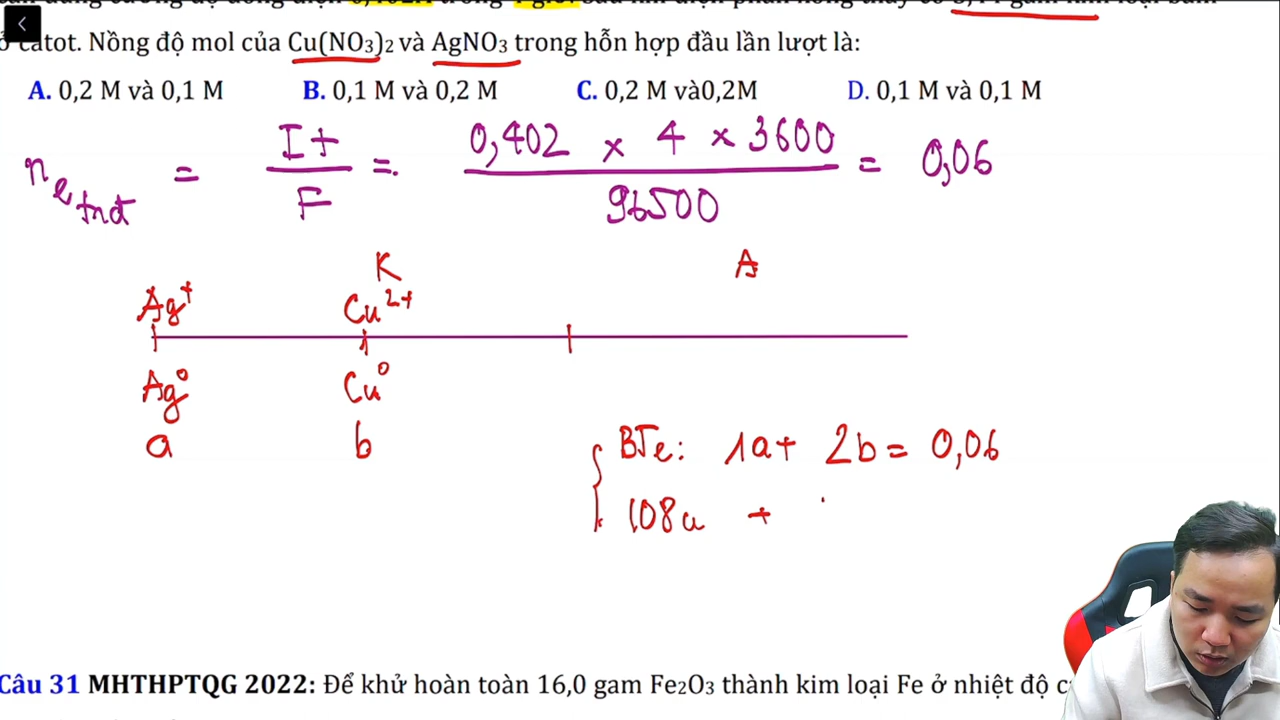 ở catot. Nồng độ mol của Cu(NO3)2 và AgNO3 trong hỗn hợp đầu lần lượt là:
A. 0,2 M và 0,1 M B. 0,1 M và 0,2 M C. 0,2 M và0,2M D. 0,1 M và 0,1 M
n e tnđ = It / F = 0,402 x 4 x 3600 / 96500 = 0,06
K A
Ag+ Cu2+
Ag0 Cu0
a b
BTe: 1a + 2b = 0,06
108a +
Câu 31 MHTHPTQG 2022: Để khử hoàn toàn 16,0 gam Fe2O3 thành kim loại Fe ở nhiệt độ